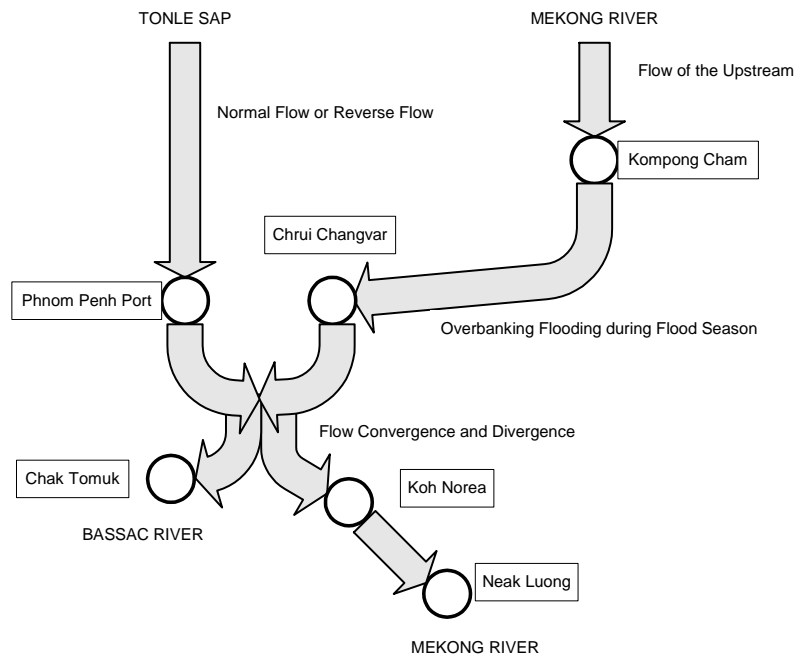 TONLE SAP
MEKONG RIVER
Flow of the Upstream
Normal Flow or Reverse Flow
Kompong Cham
Chrui Changvar
Phnom Penh Port
Overbanking Flooding during Flood Season
Flow Convergence and Divergence
Chak Tomuk
Koh Norea
BASSAC RIVER
Neak Luong
MEKONG RIVER